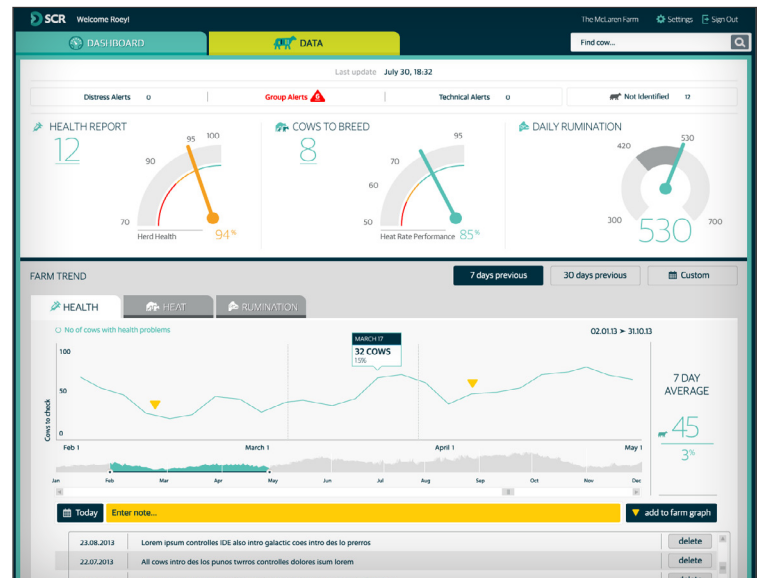 SCR Welcome Roey! The McLaren Farm Settings Sign Out
DASHBOARD DATA Find cow...
Last update July 30, 18:32
Distress Alerts 0 Group Alerts 6 Technical Alerts 0 Not Identified 17
HEALTH REPORT COWS TO BREED DAILY RUMINATION
12 8
95 100 95 420 530
90 70
60
70 50 300 530 700
Herd Health 94% Heat Rate Performance 85%
FARM TREND 7 days previous 30 days previous Custom
HEALTH HEAT RUMINATION
No of cows with health problems 02.01.13 ➤ 31.10.13
MARCH 17
32 COWS
15%
100
50
0
Cows to check
7 DAY
AVERAGE
45
3%
Feb 1 March 1 April 1 May 1
Jan Feb Mar Apr May Jun Jul Aug Sep Oct Nov Dec
Today Enter note... add to farm graph
23.08.2013 Lorem ipsum controlles IDE also intro galactic coes intro des lo prerros delete
22.07.2013 All cows intro des los punos twrros controlles dolores isum lorem delete